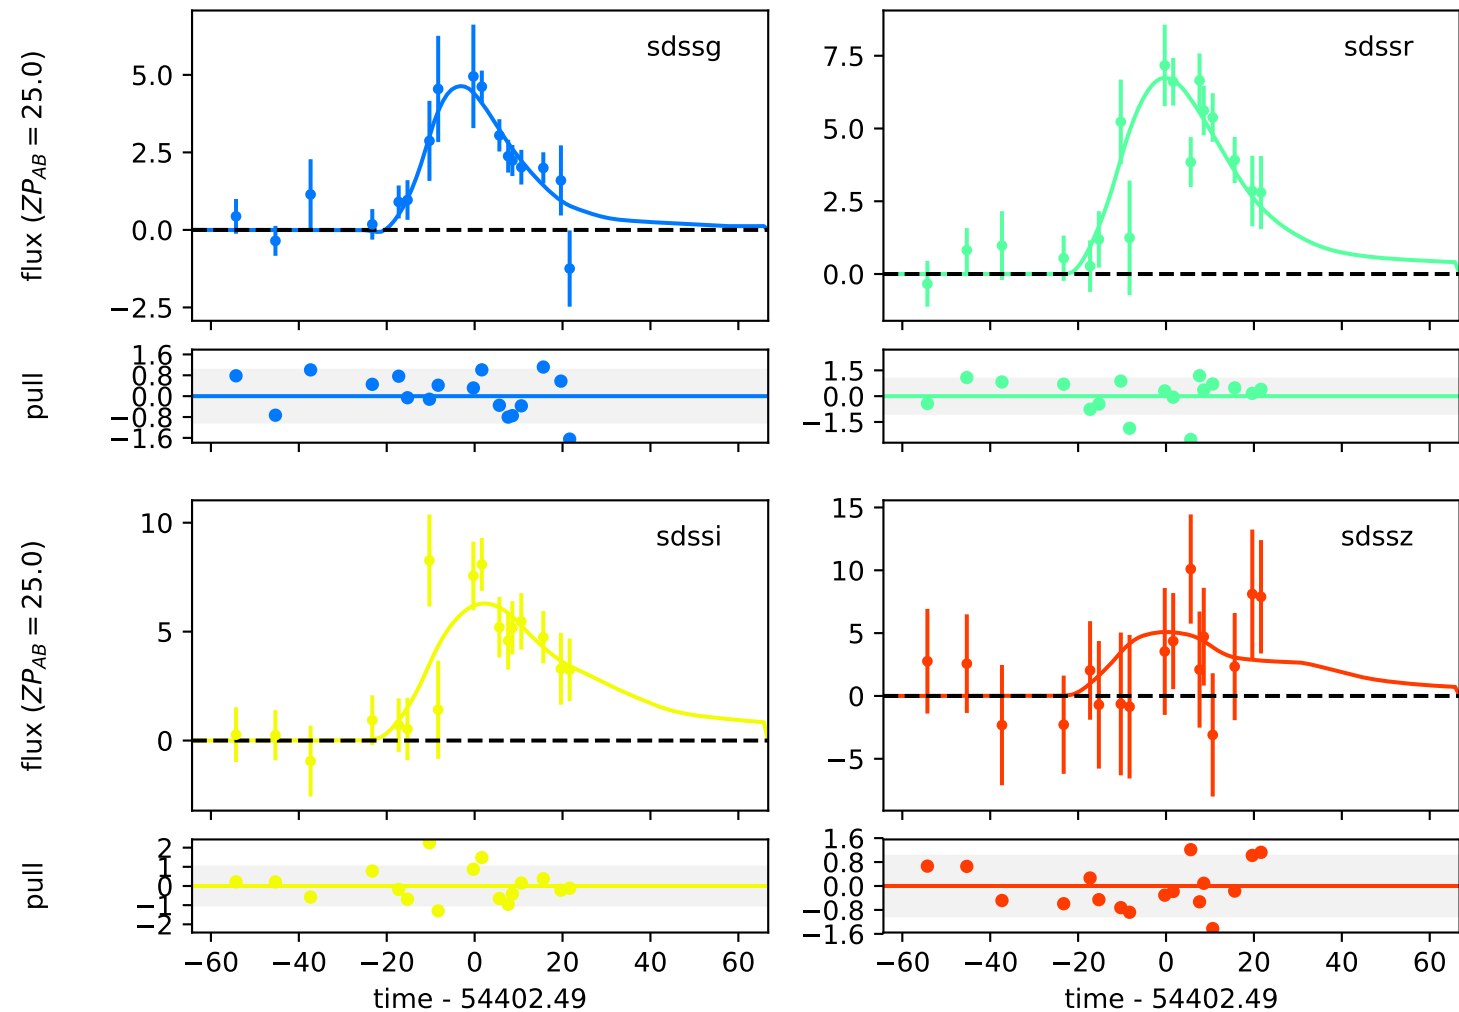 flux (ZP_AB = 25.0)
5.0
2.5
0.0
−2.5
sdssg
7.5
5.0
2.5
0.0
sdssr
pull
1.6
0.8
0.0
−0.8
−1.6
1.5
0.0
−1.5
flux (ZP_AB = 25.0)
10
5
0
sdssi
15
10
5
0
−5
sdssz
pull
2
1
0
−1
−2
−60 −40 −20 0 20 40 60
time - 54402.49
1.6
0.8
0.0
−0.8
−1.6
−60 −40 −20 0 20 40 60
time - 54402.49